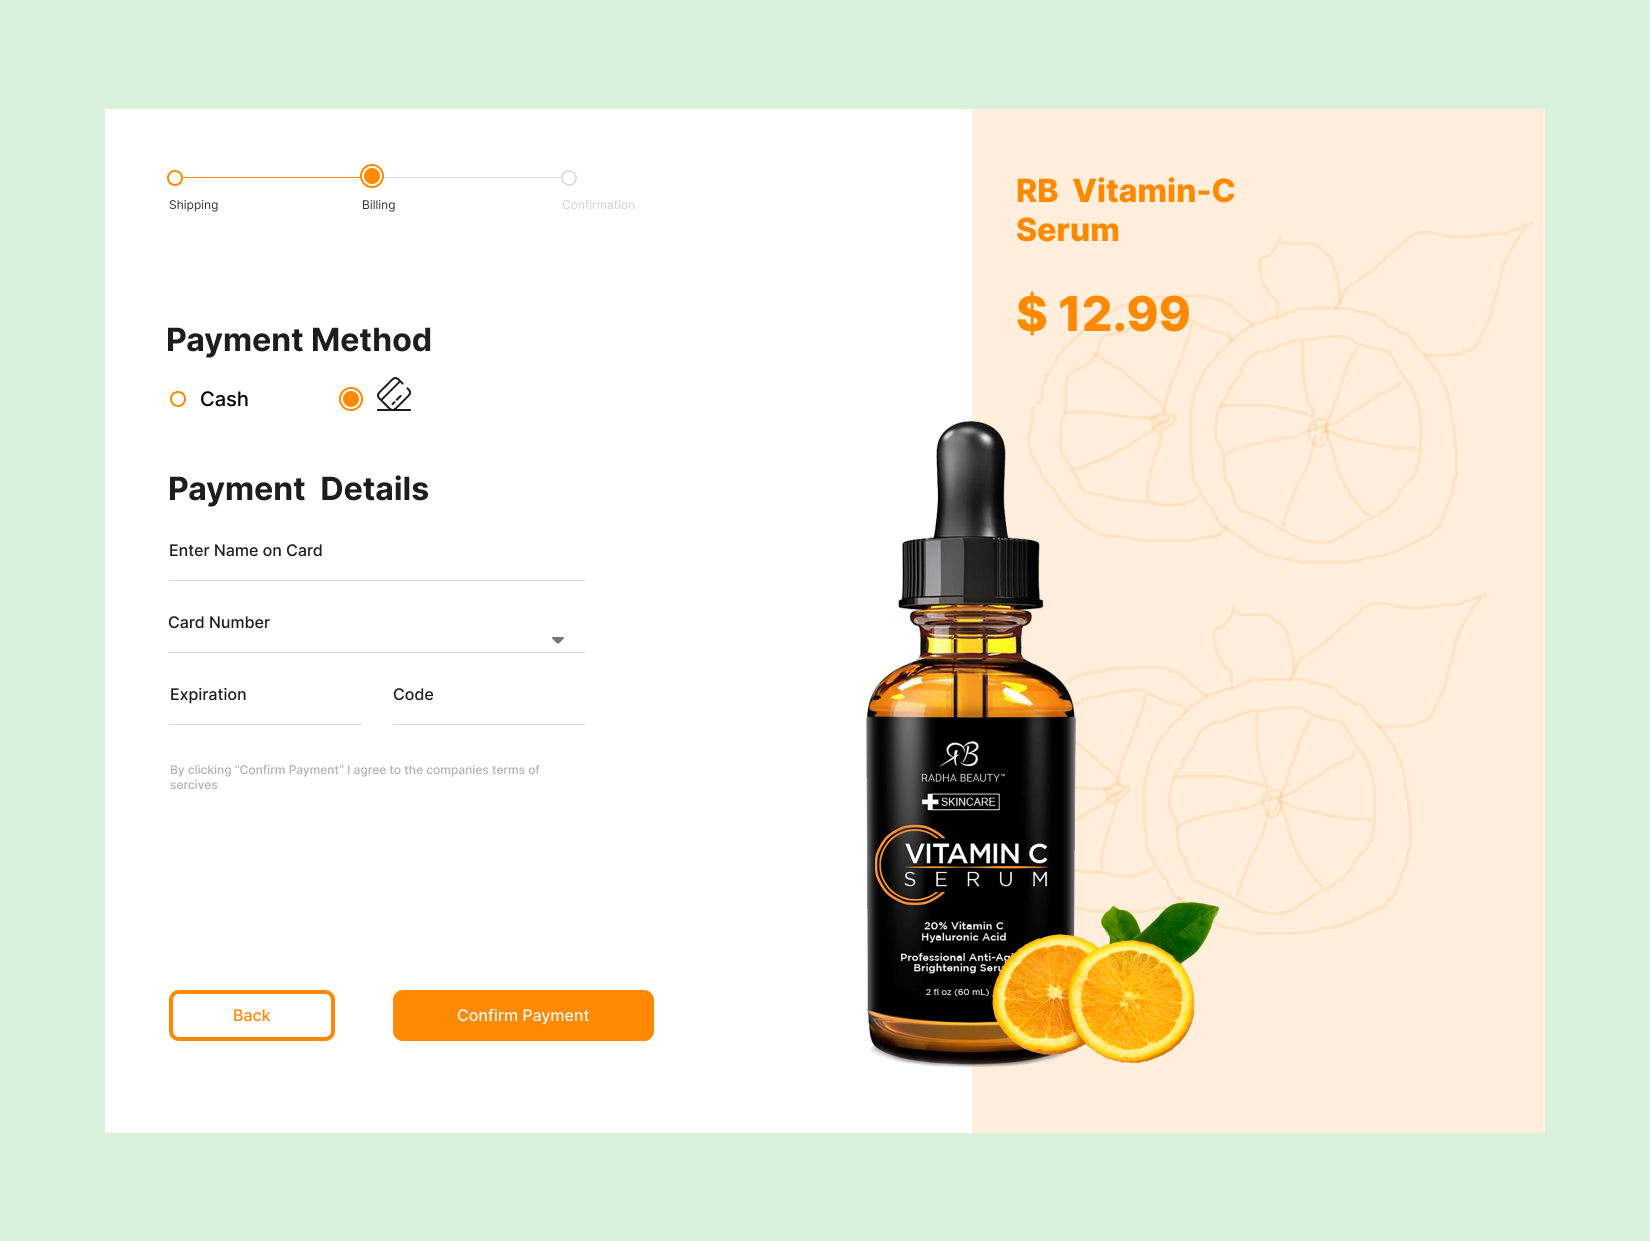 Shipping
Billing
Confirmation
Payment Method
Cash
Payment  Details
Enter Name on Card
Card Number
Expiration
Code
By clicking “Confirm Payment” I agree to the companies terms of
sercives
Back
Confirm Payment
RB  Vitamin-C
Serum
$ 12.99
RB
RADHA BEAUTY™
SKINCARE
VITAMIN C
SERUM
20% Vitamin C
Hyaluronic Acid
Professional Anti-Ag
Brightening Seru
2 fl oz (60 mL)